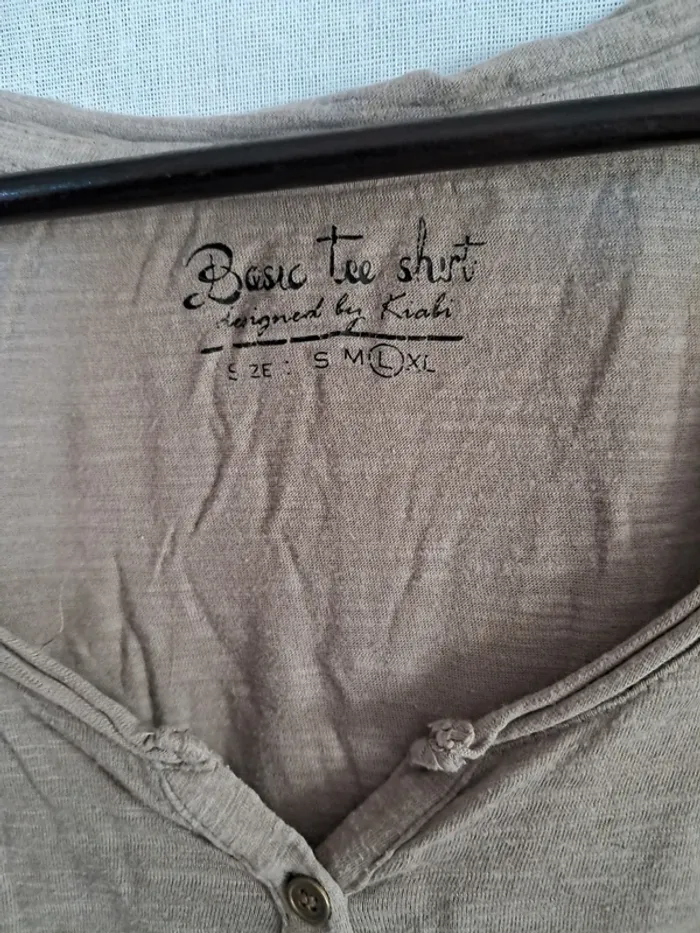 Basic tee shirt
designed by Kiabi
SIZE : S M L XL